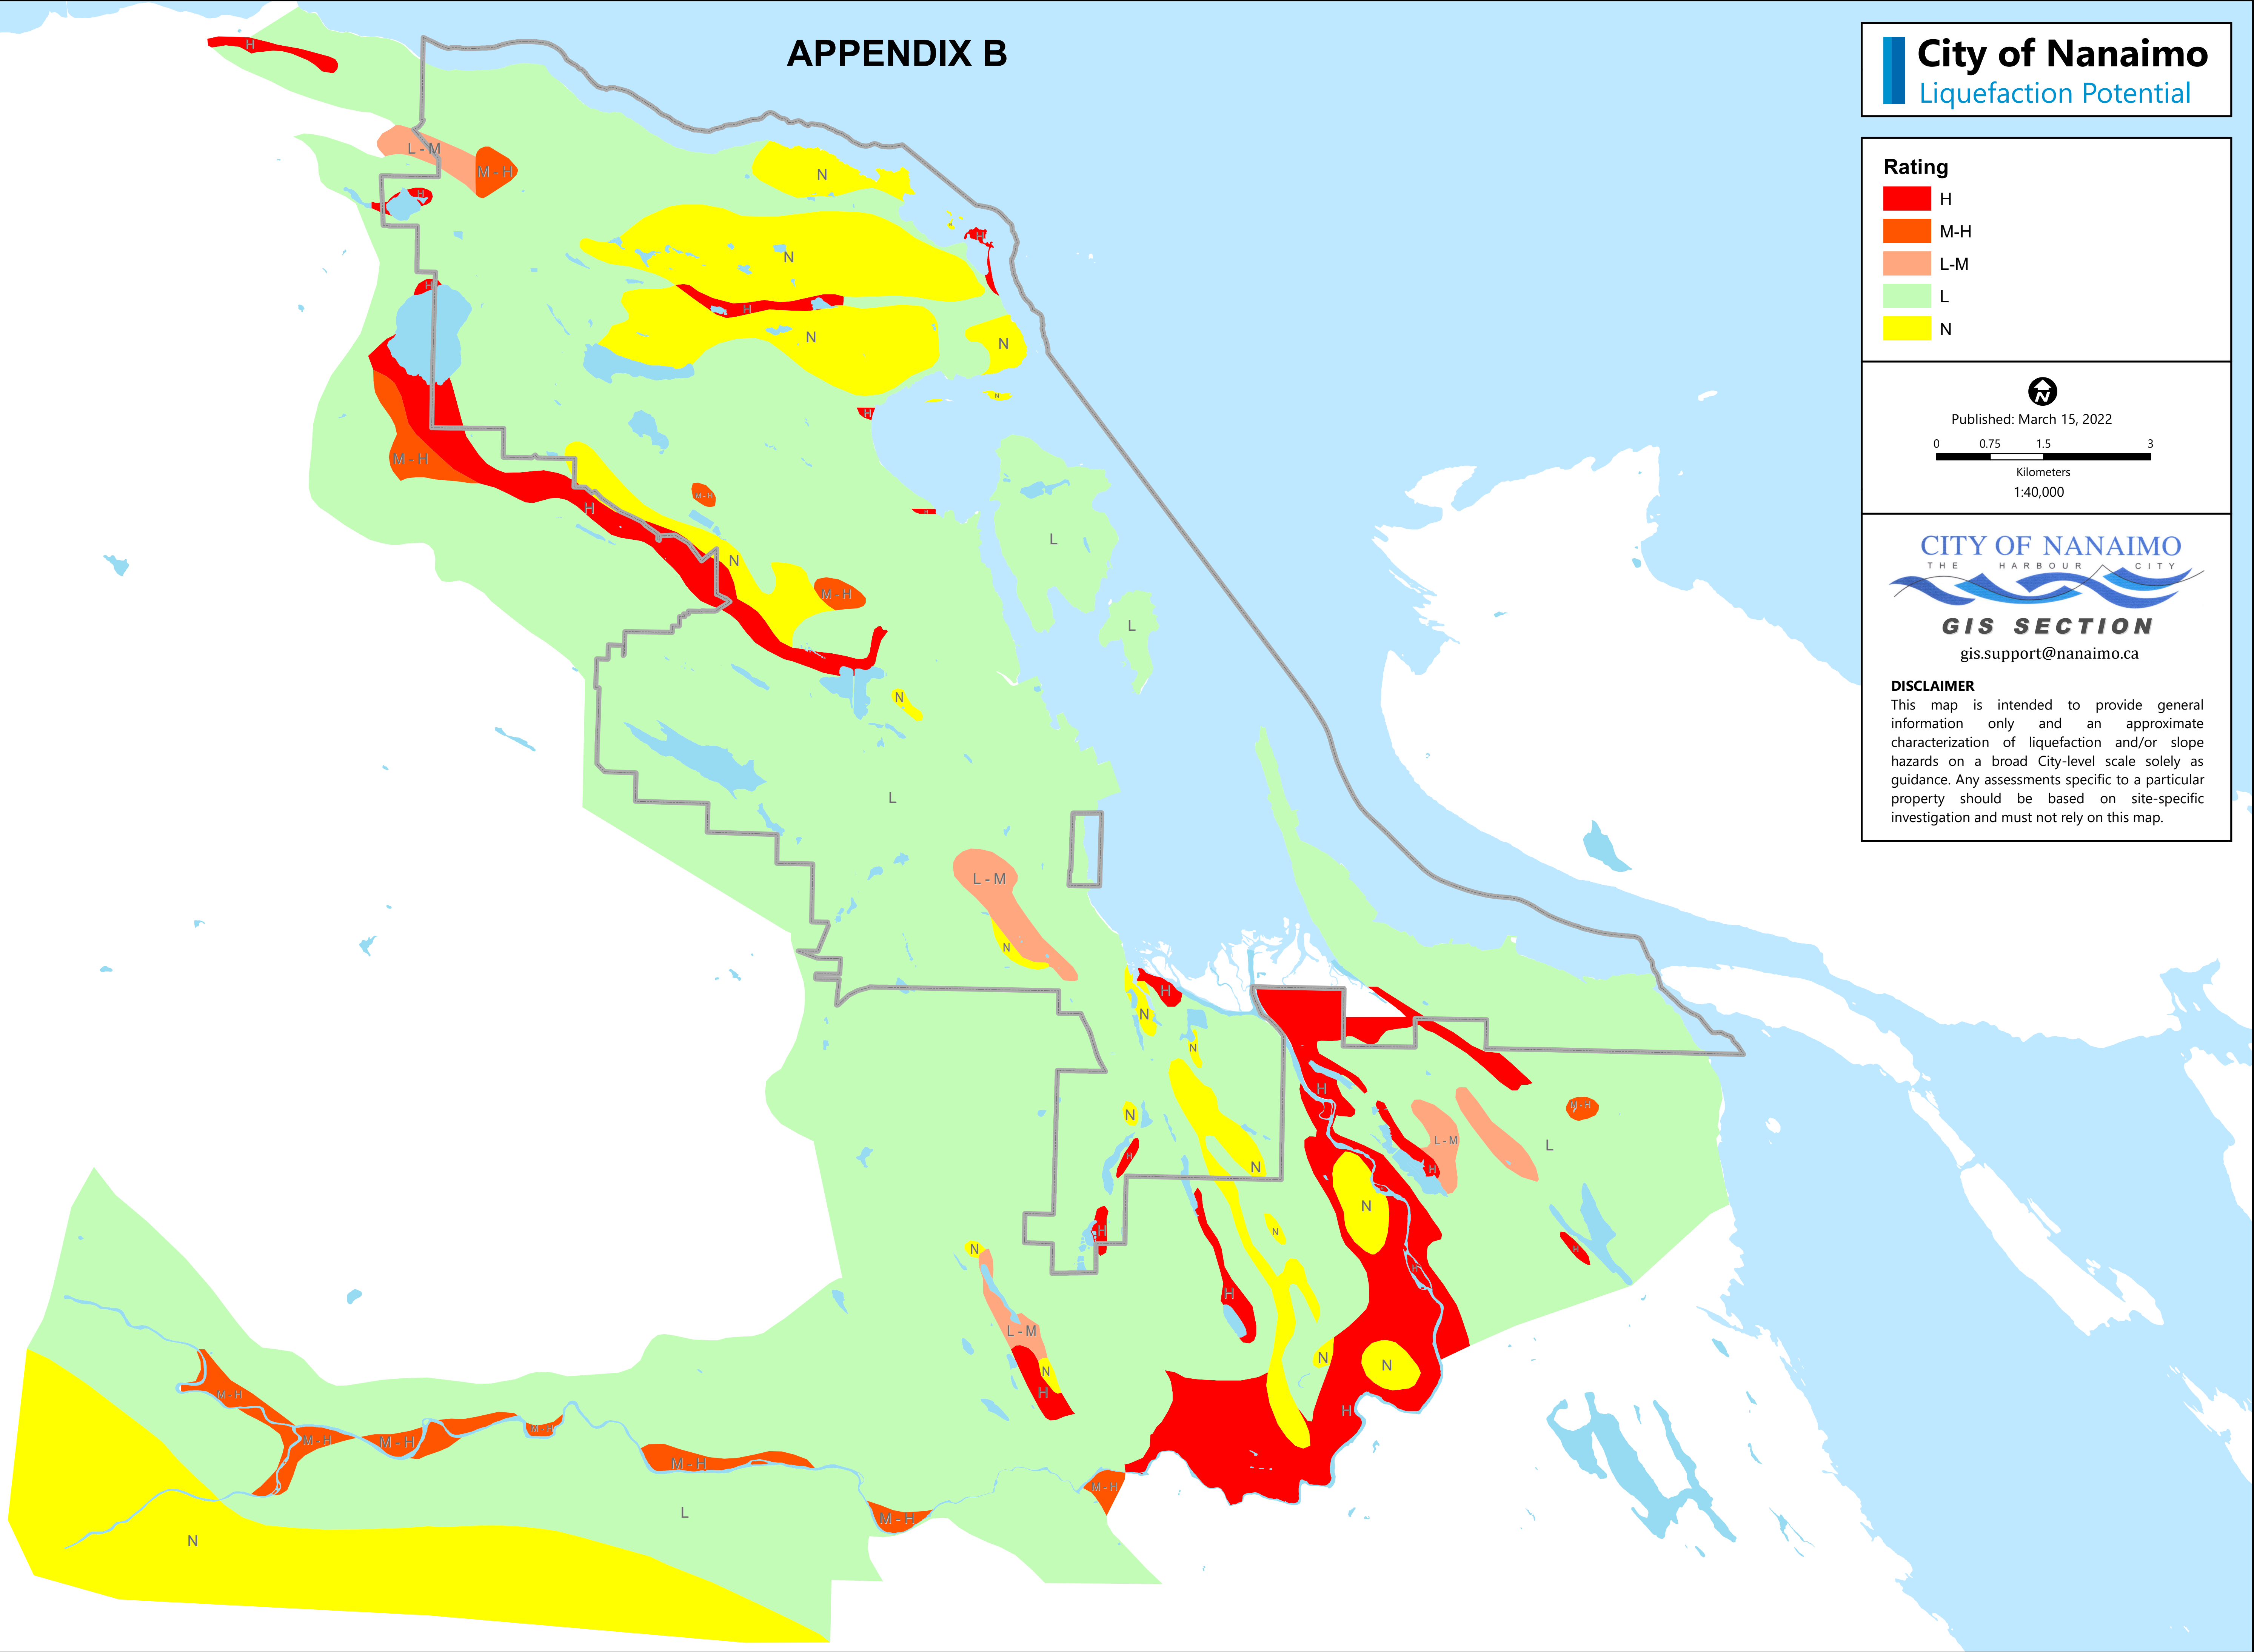 APPENDIX B
City of Nanaimo
Liquefaction Potential
Rating
H
M-H
L-M
L
N
N
Published: March 15, 2022
0 0.75 1.5 3
Kilometers
1:40,000
CITY OF NANAIMO
THE HARBOUR CITY
GIS SECTION
gis.support@nanaimo.ca
DISCLAIMER
This map is intended to provide general
information only and an approximate
characterization of liquefaction and/or slope
hazards on a broad City-level scale solely as
guidance. Any assessments specific to a particular
property should be based on site-specific
investigation and must not rely on this map.
H
L - M
M - H
N
H
H
N
H
H
N
N
N
H
M - H
M - H
H
H
L
N
M - H
L
N
L
L - M
N
H
N
N
H
M - H
N
L - M
L
H
N
H
N
H
N
H
N
H
H
L - M
N
N
N
H
M - H
H
M - H
M - H
M - H
M - H
M - H
M - H
L
N